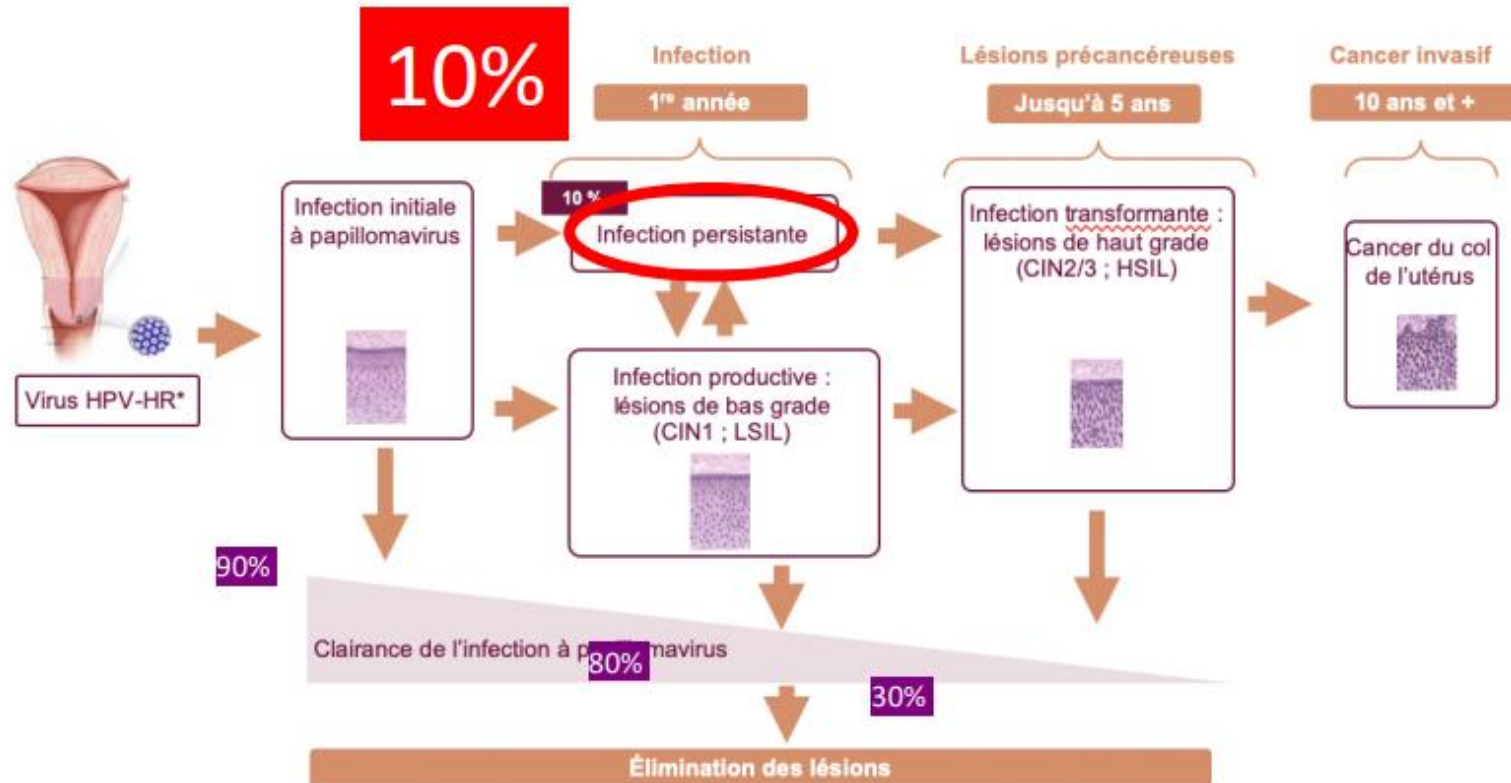 10%
Infection
1re année
Lésions précancéreuses
Jusqu'à 5 ans
Cancer invasif
10 ans et +
Virus HPV-HR*
Infection initiale
à papillomavirus
10 %
Infection persistante
Infection productive :
lésions de bas grade
(CIN1 ; LSIL)
Infection transformante :
lésions de haut grade
(CIN2/3 ; HSIL)
Cancer du col
de l'utérus
90%
Clairance de l'infection à p
mavirus
80%
30%
Élimination des lésions